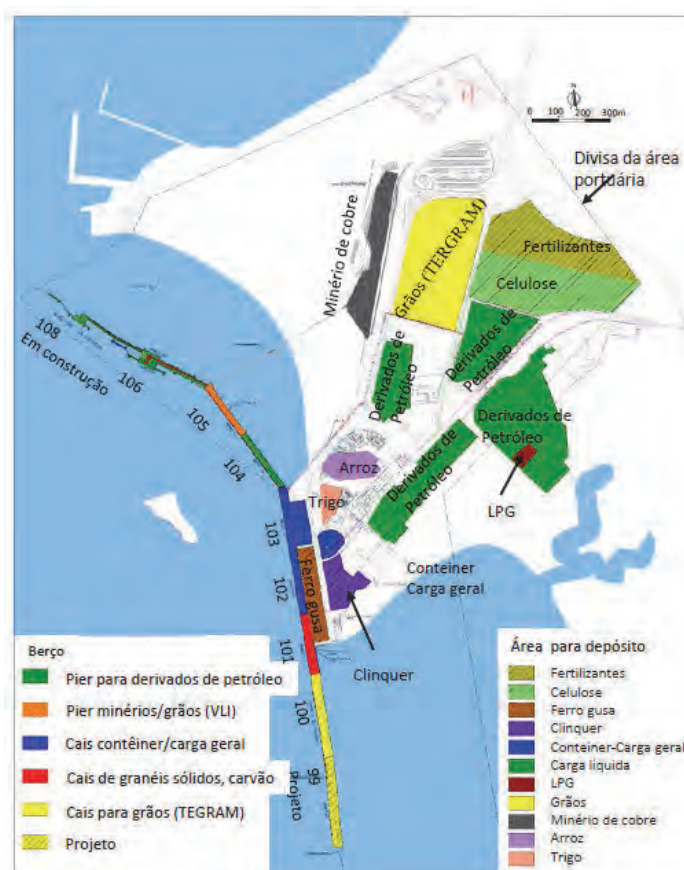 N
0 100 200 300m
Divisa da área
portuária
Minério de cobre
Grãos (TERGRAM)
Fertilizantes
Celulose
Derivados de
Petróleo
Derivados de
Petróleo
Derivados de
Petróleo
Derivados de
Petróleo
LPG
108
Em construção
106
105
104
103
102
101
100
99
Projeto
Arroz
Trigo
Ferro gusa
Conteiner
Carga geral
Clinquer
Berço
Pier para derivados de petróleo
Pier minérios/grãos (VLI)
Cais contêiner/carga geral
Cais de granéis sólidos, carvão
Cais para grãos (TEGRAM)
Projeto
Área para depósito
Fertilizantes
Celulose
Ferro gusa
Clinquer
Conteiner-Carga geral
Carga líquida
LPG
Grãos
Minério de cobre
Arroz
Trigo